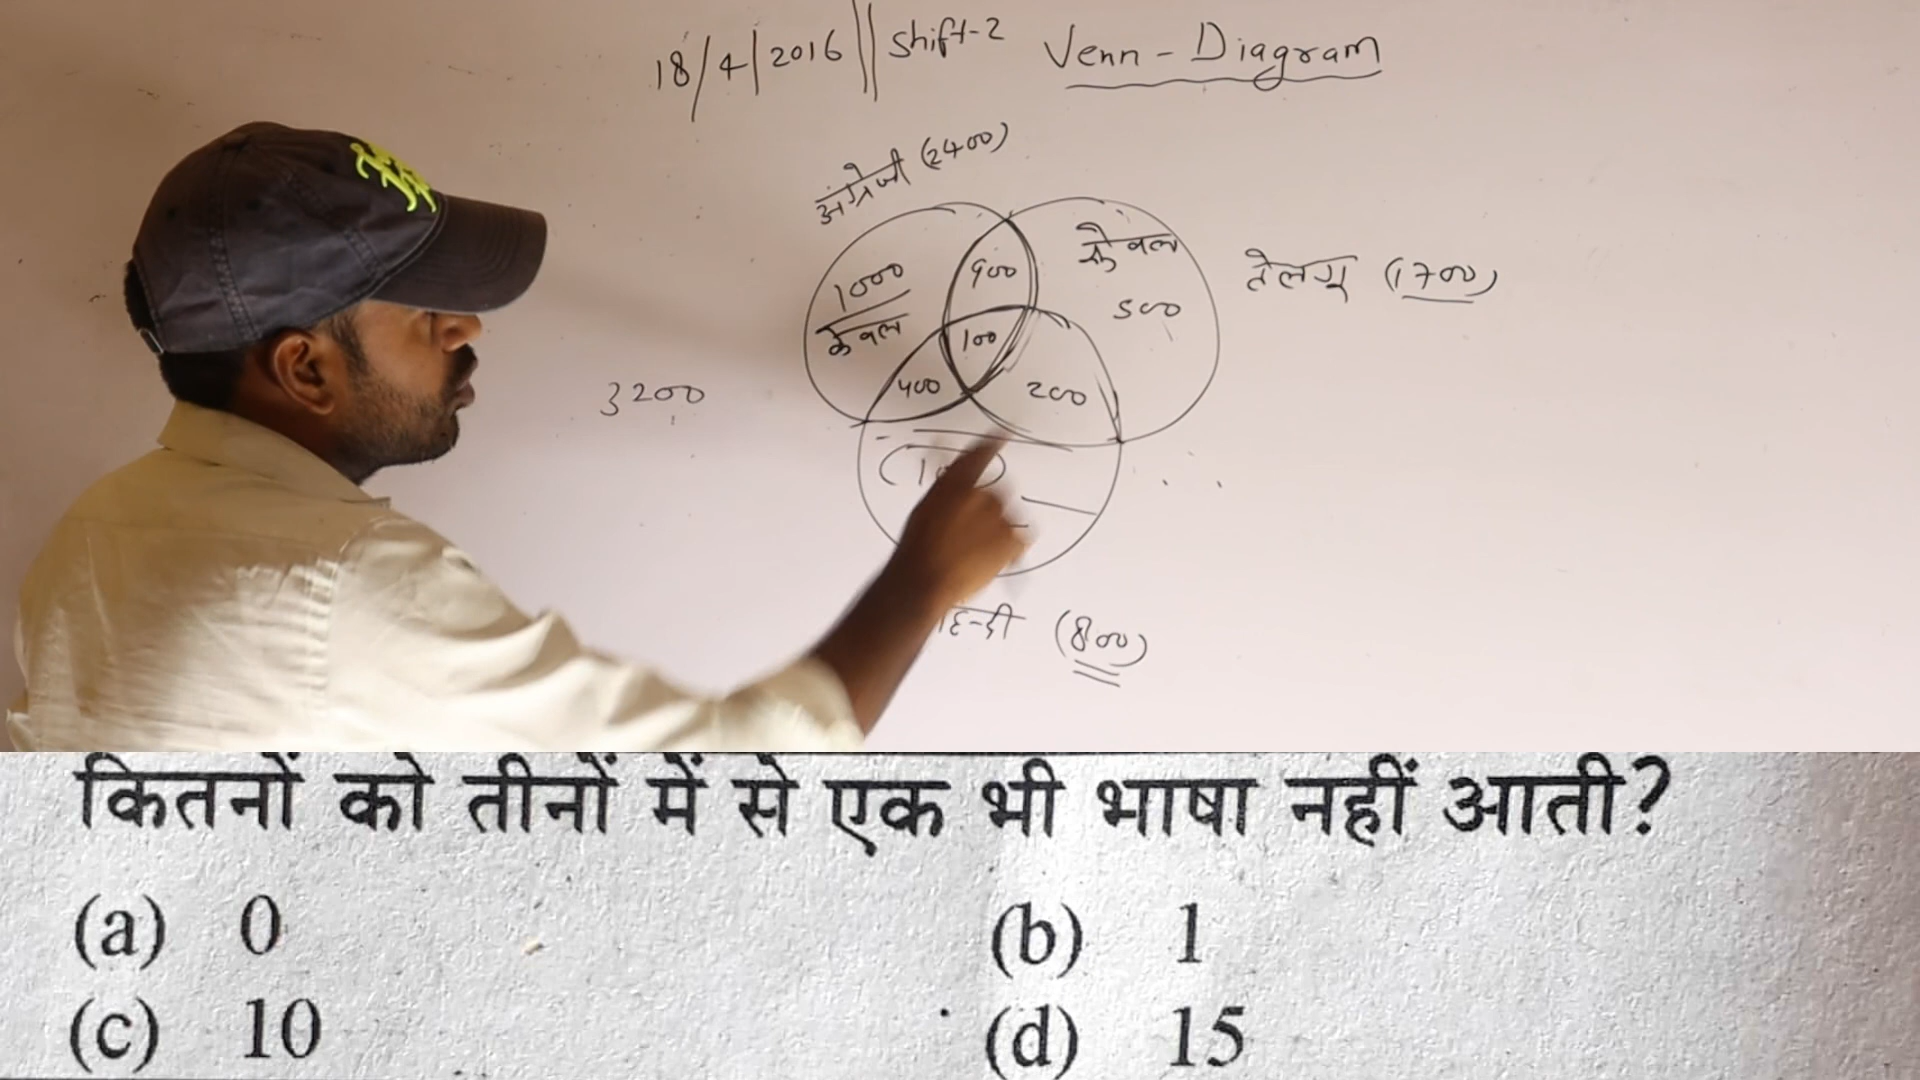 18/4/2016 || Shift-2 Venn-Diagram
अंग्रेजी (2400)
1000
केवल
900
केवल
500
तेलगू (1700)
100
400
200
3200
हिन्दी (800)
कितनों को तीनों में से एक भी भाषा नहीं आती?
(a) 0 (b) 1
(c) 10 (d) 15